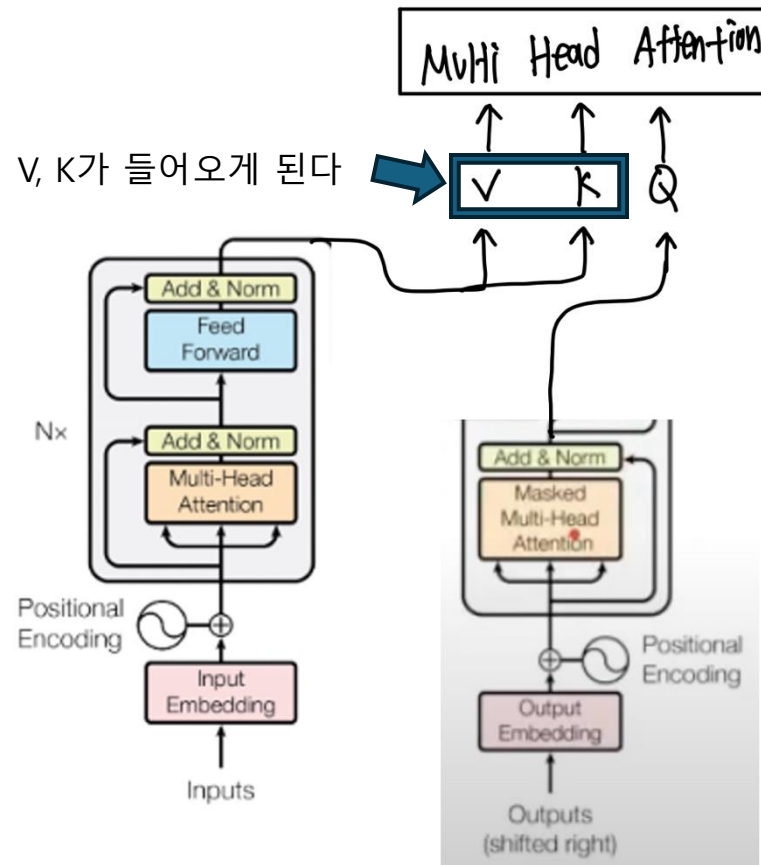 Multi Head Attention
V, K가 들어오게 된다
V K Q
Add & Norm
Feed
Forward
Nx
Add & Norm
Multi-Head
Attention
Positional
Encoding
Input
Embedding
Inputs
Add & Norm
Masked
Multi-Head
Attention
Positional
Encoding
Output
Embedding
Outputs
(shifted right)